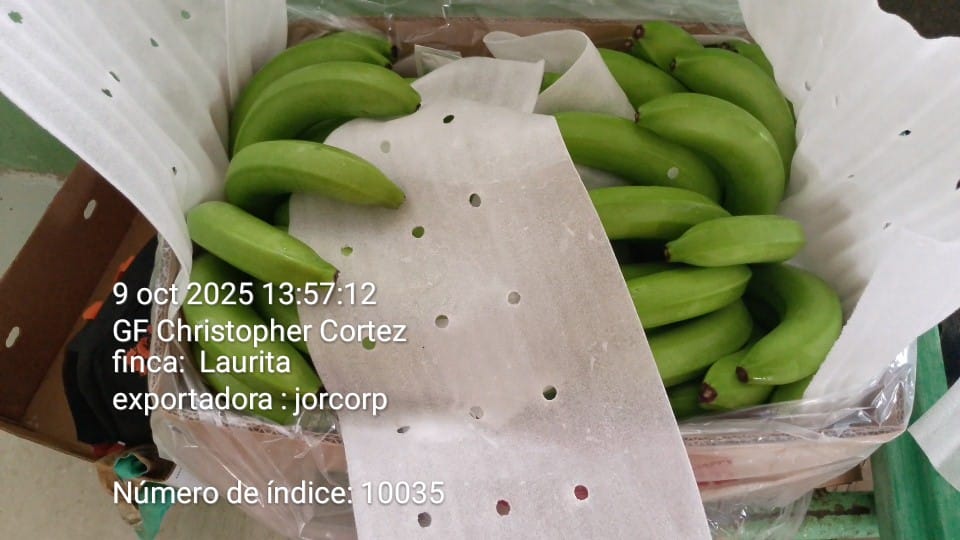 9 oct 2025 13:57:12
GF Christopher Cortez
finca:  Laurita
exportadora : jorcorp
Número de índice: 10035